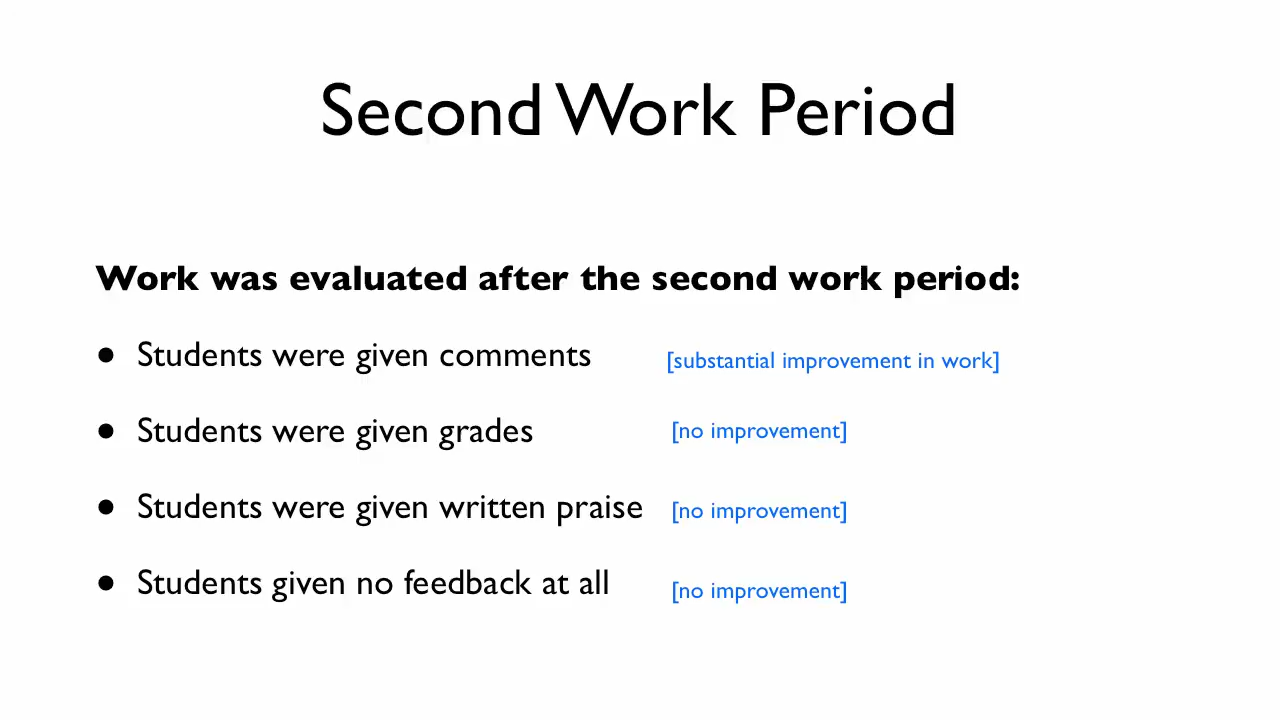 Second Work Period
Work was evaluated after the second work period:
• Students were given comments [substantial improvement in work]
• Students were given grades [no improvement]
• Students were given written praise [no improvement]
• Students given no feedback at all [no improvement]